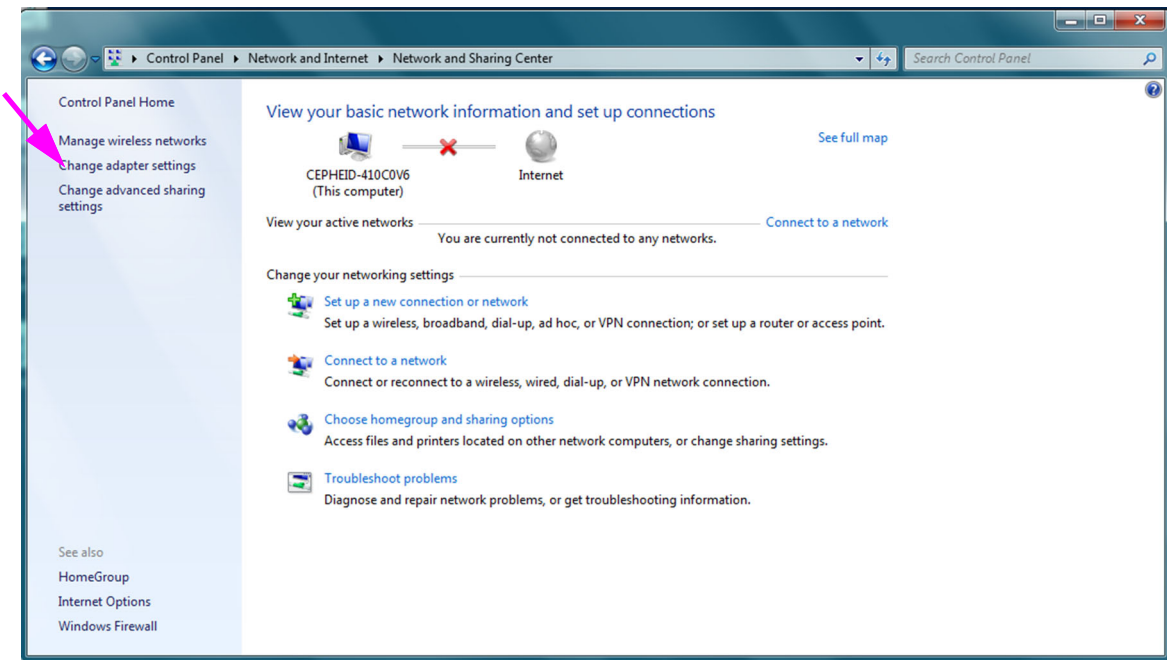 Control Panel Network and Internet Network and Sharing Center
Search Control Panel
Control Panel Home
Manage wireless networks
Change adapter settings
Change advanced sharing
settings
View your basic network information and set up connections
See full map
CEPHEID-410C0V6
(This computer)
Internet
View your active networks
Connect to a network
You are currently not connected to any networks.
Change your networking settings
Set up a new connection or network
Set up a wireless, broadband, dial-up, ad hoc, or VPN connection; or set up a router or access point.
Connect to a network
Connect or reconnect to a wireless, wired, dial-up, or VPN network connection.
Choose homegroup and sharing options
Access files and printers located on other network computers, or change sharing settings.
Troubleshoot problems
Diagnose and repair network problems, or get troubleshooting information.
See also
HomeGroup
Internet Options
Windows Firewall